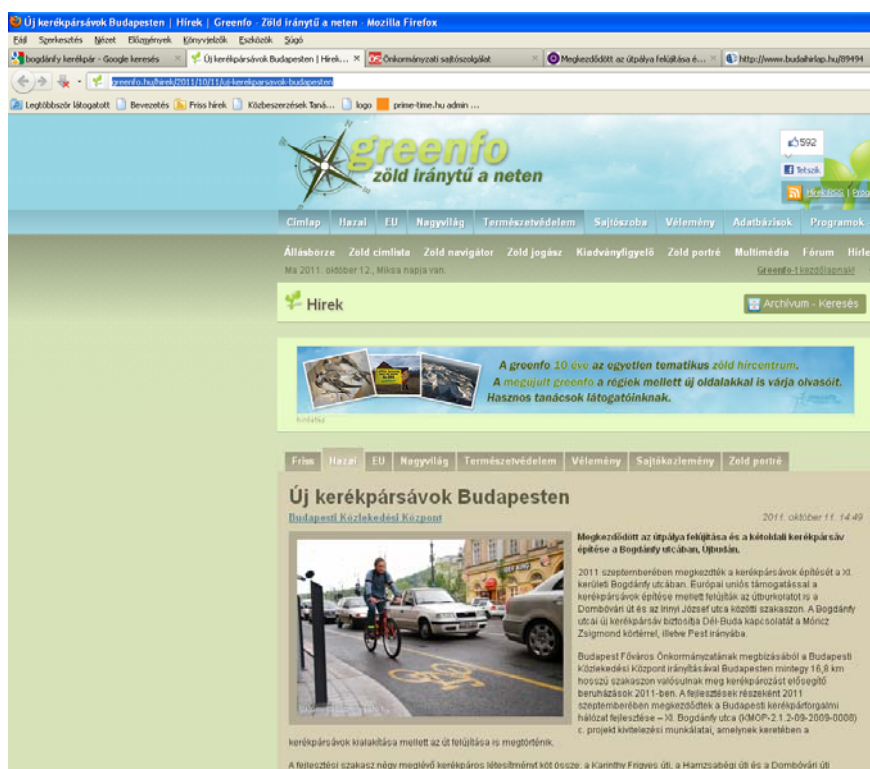 Új kerékpársávok Budapesten | Hírek | Greenfo - Zöld iránytű a neten - Mozilla Firefox
Fájl Szerkesztés Nézet Előzmények Könyvjelzők Eszközök Súgó
bogdánfy kerékpár - Google keresés
Új kerékpársávok Budapesten | Hírek...
Önkormányzati sajtószolgálat
Megkezdődött az útpálya felújítása é...
http://www.budaihirlap.hu/89494
greenfo.hu/hirek/2011/10/11/uj-kerekparsavok-budapesten
Legtöbbször látogatott Bevezetés Friss hírek Közbeszerzések Taná... logo prime-time.hu admin ...
592
greenfo
Tetszik
zöld iránytű a neten
Hírek RSS |
Címlap Hazai EU Nagyvilág Természetvédelem Sajtószoba Vélemény Adatbázisok Programok
Állásbörze Zöld címlista Zöld navigátor Zöld jogász Kiadványfigyelő Zöld portré Multimédia Fórum Hírle
Ma 2011. október 12., Miksa napja van.
Greenfo-t kezdőlapnak!
Hírek
Archívum - Keresés
A greenfo 10 éve az egyetlen tematikus zöld hírcentrum.
A megújult greenfo a régiek mellett új oldalakkal is várja olvasóit.
Hasznos tanácsok látogatóinknak.
hirdetés
Friss Hazai EU Nagyvilág Természetvédelem Vélemény Sajtóközlemény Zöld portré
Új kerékpársávok Budapesten
Budapesti Közlekedési Központ
2011. október 11. 14:49
Megkezdődött az útpálya felújítása és a kétoldali kerékpársáv
építése a Bogdánfy utcában, Újbudán.
2011 szeptemberében megkezdték a kerékpársávok építését a XI.
kerületi Bogdánfy utcában. Európai uniós támogatással a
kerékpársávok építése mellett felújítják az útburkolatot is a
Dombóvári út és az Irinyi József utca közötti szakaszon. A Bogdánfy
utcai új kerékpársáv biztosítja Dél-Buda kapcsolatát a Móricz
Zsigmond körtérrel, illetve Pest irányába.
Budapest Főváros Önkormányzatának megbízásából a Budapesti
Közlekedési Központ irányításával Budapesten mintegy 16,8 km
hosszú szakaszon valósulnak meg kerékpározást elősegítő
beruházások 2011-ben. A fejlesztések részeként 2011
szeptemberében megkezdődtek a Budapesti kerékpárforgalmi
hálózat fejlesztése – XI. Bogdánfy utca (KMOP-2.1.2-09-2009-0008)
c. projekt kivitelezési munkálatai, amelynek keretében a
kerékpársávok kialakítása mellett az út felújítása is megtörténik.
A fejlesztési szakasz négy meglévő kerékpáros létesítményt köt össze: a Karinthy Frigyes úti, a Hamzsabégi úti és a Dombóvári úti